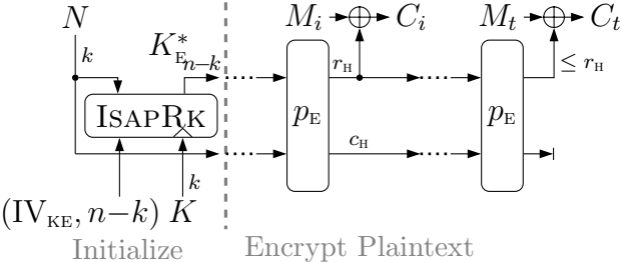 N M_i C_i M_t C_t
k K*_E n−k r_H ≤ r_H
IsapRk p_E p_E
c_H
k
(IV_KE, n−k) K
Initialize Encrypt Plaintext